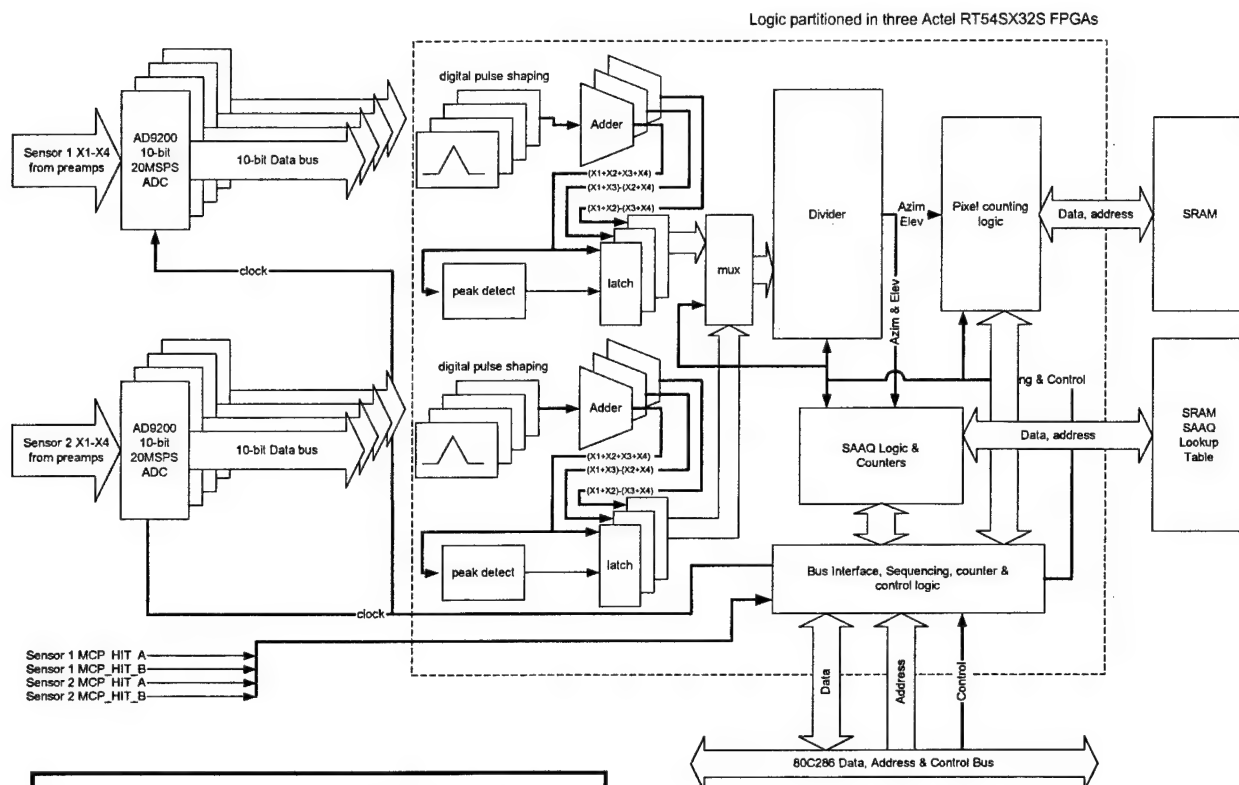 Logic partitioned in three Actel RT54SX32S FPGAs
Sensor 1 X1-X4
from preamps
AD9200
10-bit
20MSPS
ADC
10-bit Data bus
digital pulse shaping
Adder
(X1+X2+X3+X4)
(X1+X3)-(X2+X4)
(X1+X2)-(X3+X4)
peak detect
latch
mux
Divider
Azim
Elev
Azim & Elev
Pixel counting
logic
Data, address
SRAM
clock
Sensor 2 X1-X4
from preamps
AD9200
10-bit
20MSPS
ADC
10-bit Data bus
digital pulse shaping
Adder
(X1+X2+X3+X4)
(X1+X3)-(X2+X4)
(X1+X2)-(X3+X4)
peak detect
latch
ng & Control
SAAQ Logic &
Counters
Data, address
SRAM
SAAQ
Lookup
Table
Bus Interface, Sequencing, counter &
control logic
clock
Sensor 1 MCP_HIT_A
Sensor 1 MCP_HIT_B
Sensor 2 MCP_HIT_A
Sensor 2 MCP_HIT_B
Data
Address
Control
80C286 Data, Address & Control Bus